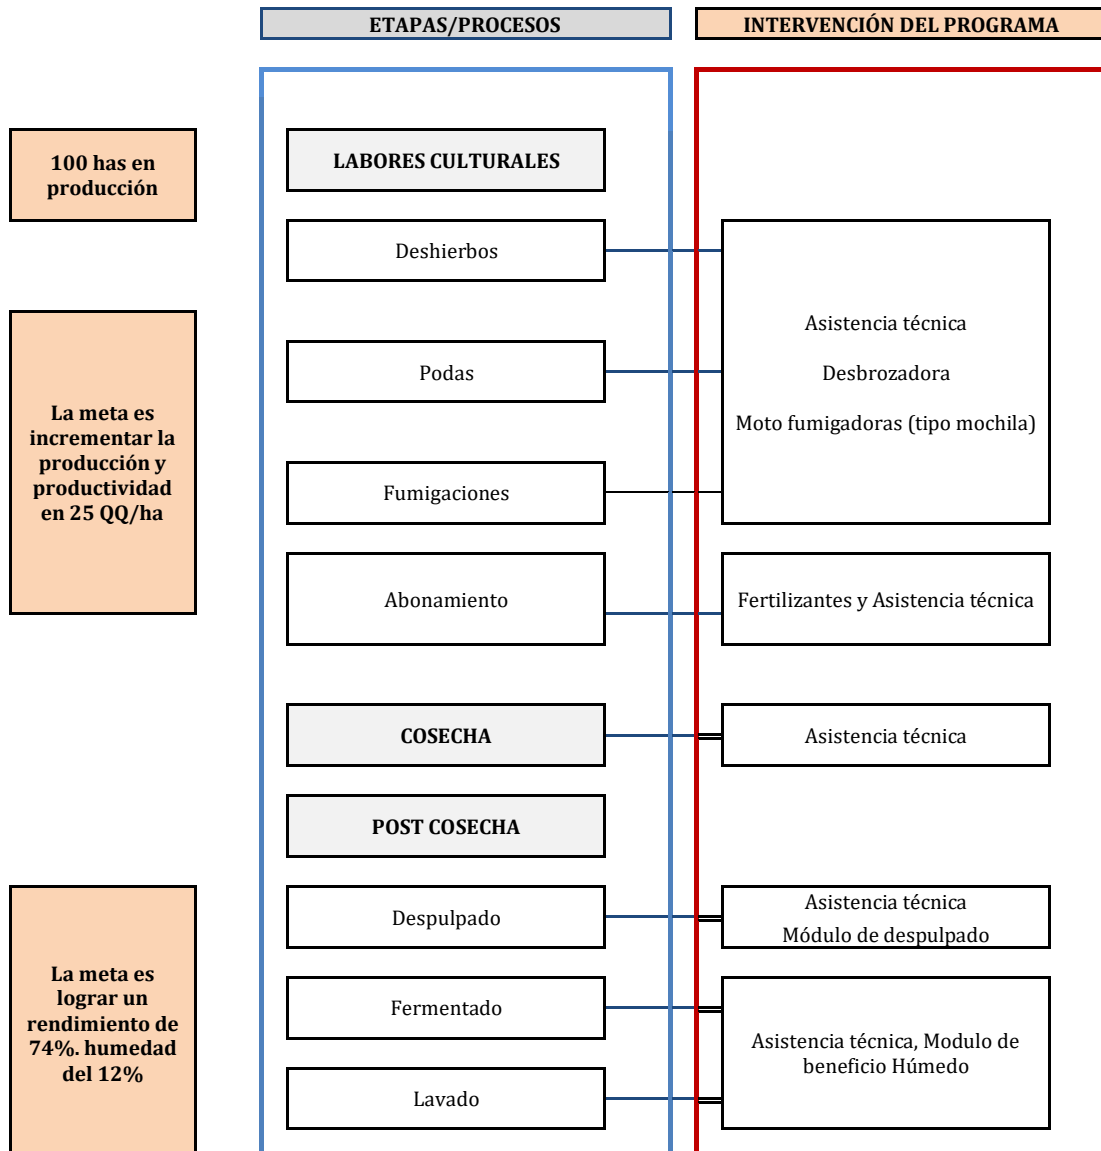 ETAPAS/PROCESOS
INTERVENCIÓN DEL PROGRAMA
100 has en
producción
LABORES CULTURALES
Deshierbos
Podas
Fumigaciones
Asistencia técnica
Desbrozadora
Moto fumigadoras (tipo mochila)
La meta es
incrementar la
producción y
productividad
en 25 QQ/ha
Abonamiento
Fertilizantes y Asistencia técnica
COSECHA
Asistencia técnica
POST COSECHA
Despulpado
Asistencia técnica
Módulo de despulpado
La meta es
lograr un
rendimiento de
74%. humedad
del 12%
Fermentado
Lavado
Asistencia técnica, Modulo de
beneficio Húmedo